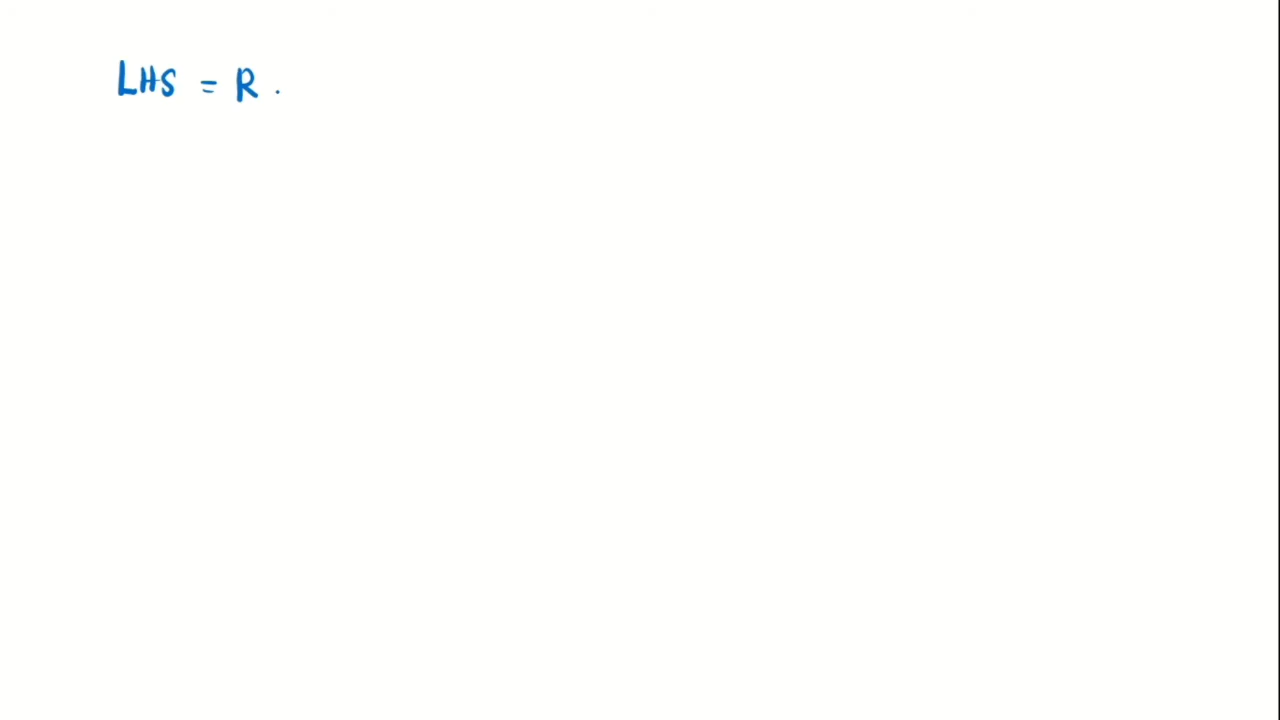 LHS = R .